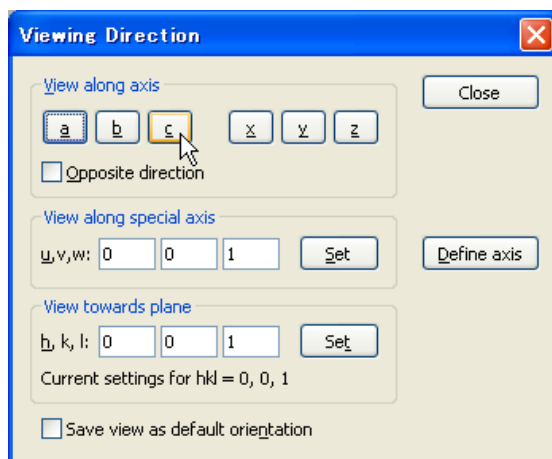 Viewing Direction
View along axis
a b c x y z
Close
Opposite direction
View along special axis
u,v,w: 0 0 1 Set
Define axis
View towards plane
h, k, l: 0 0 1 Set
Current settings for hkl = 0, 0, 1
Save view as default orientation